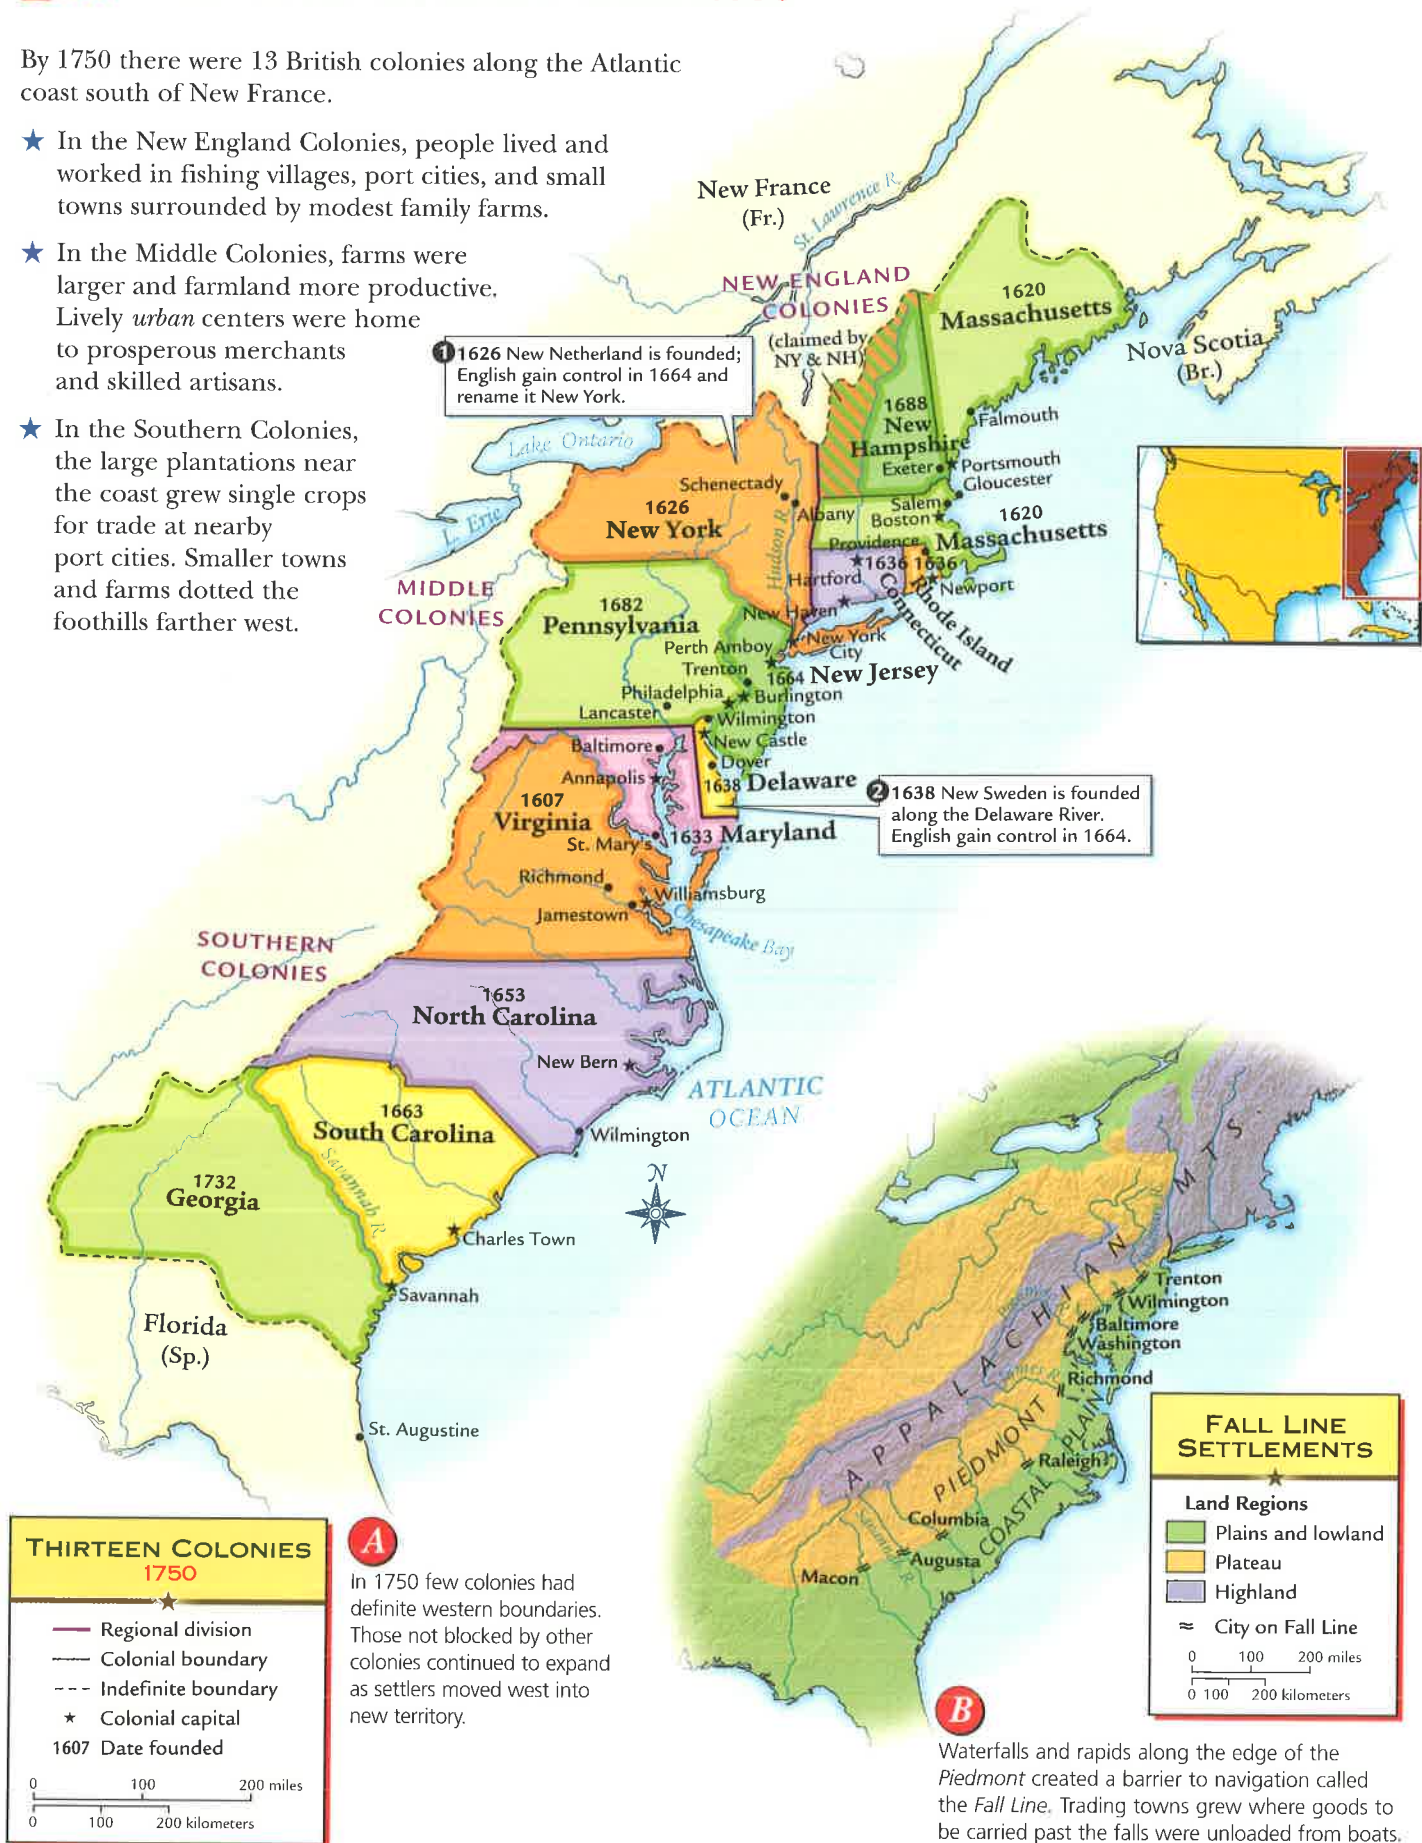 By 1750 there were 13 British colonies along the Atlantic
coast south of New France.
★ In the New England Colonies, people lived and
worked in fishing villages, port cities, and small
towns surrounded by modest family farms.
★ In the Middle Colonies, farms were
larger and farmland more productive.
Lively urban centers were home
to prosperous merchants
and skilled artisans.
★ In the Southern Colonies,
the large plantations near
the coast grew single crops
for trade at nearby
port cities. Smaller towns
and farms dotted the
foothills farther west.
New France
(Fr.)
St. Lawrence R.
NEW ENGLAND
COLONIES
(claimed by
NY & NH)
1620
Massachusetts
Nova Scotia
(Br.)
1 1626 New Netherland is founded;
English gain control in 1664 and
rename it New York.
1688
New
Hampshire
Falmouth
Exeter
Portsmouth
Gloucester
Lake Ontario
L. Erie
Schenectady
Albany
Salem
Boston
1620
Massachusetts
1626
New York
Hudson R.
Providence
1636
1636
Hartford
Newport
Connecticut
Rhode Island
New Haven
MIDDLE
COLONIES
1682
Pennsylvania
New York
City
Perth Amboy
Trenton
1664 New Jersey
Philadelphia
Burlington
Lancaster
Wilmington
New Castle
Baltimore
Dover
Annapolis
1638 Delaware
2 1638 New Sweden is founded
along the Delaware River.
English gain control in 1664.
1607
Virginia
St. Mary's
1633 Maryland
Richmond
Williamsburg
Jamestown
Chesapeake Bay
SOUTHERN
COLONIES
1653
North Carolina
New Bern
ATLANTIC
OCEAN
1663
South Carolina
Wilmington
N
Savannah R.
1732
Georgia
Charles Town
Savannah
Florida
(Sp.)
St. Augustine
THIRTEEN COLONIES
1750
Regional division
Colonial boundary
Indefinite boundary
★ Colonial capital
1607 Date founded
0 100 200 miles
0 100 200 kilometers
A
In 1750 few colonies had
definite western boundaries.
Those not blocked by other
colonies continued to expand
as settlers moved west into
new territory.
APPALACHIAN MTS
Trenton
Wilmington
Baltimore
Washington
James R.
Richmond
PIEDMONT
COASTAL PLAIN
Raleigh
Columbia
Savannah R.
Augusta
Macon
FALL LINE
SETTLEMENTS
Land Regions
Plains and lowland
Plateau
Highland
City on Fall Line
0 100 200 miles
0 100 200 kilometers
B
Waterfalls and rapids along the edge of the
Piedmont created a barrier to navigation called
the Fall Line. Trading towns grew where goods to
be carried past the falls were unloaded from boats.